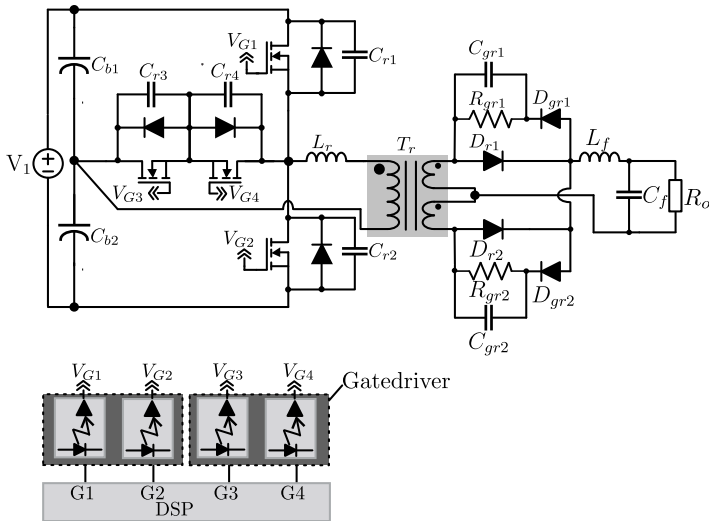 V_G1
C_b1
C_r1
C_gr1
C_r3
C_r4
R_gr1
D_gr1
L_r
T_r
D_r1
L_f
V_1
V_G3
V_G4
C_f
R_o
C_b2
V_G2
C_r2
D_r2
R_gr2
D_gr2
C_gr2
V_G1
V_G2
V_G3
V_G4
Gatedriver
G1
G2
G3
G4
DSP